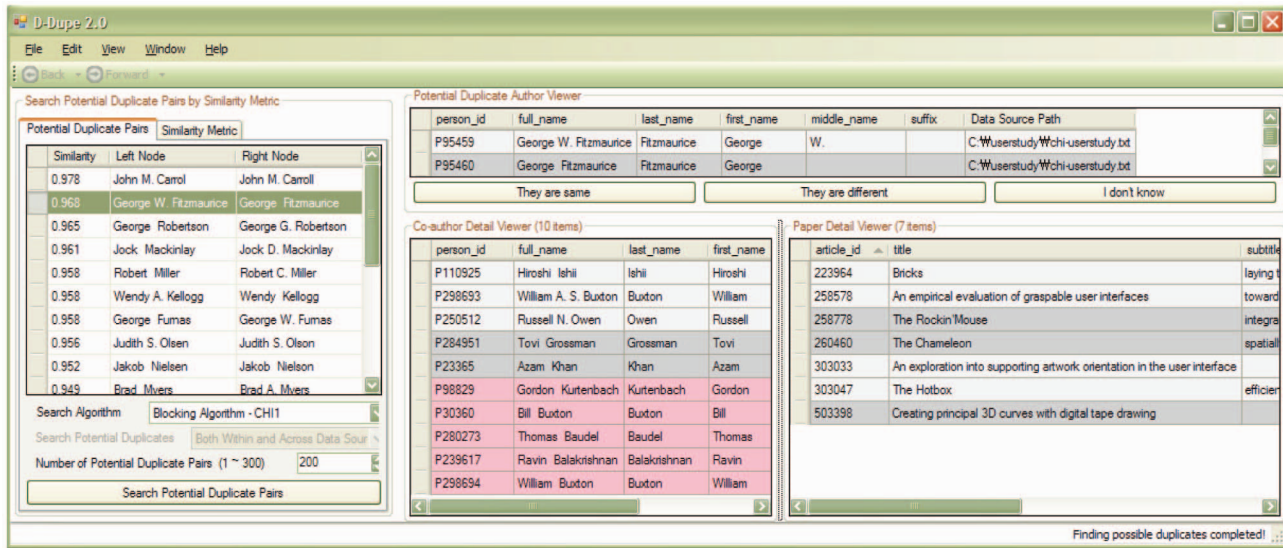 D-Dupe 2.0
File Edit View Window Help
Back Forward
Search Potential Duplicate Pairs by Similarity Metric
Potential Duplicate Pairs Similarity Metric
Similarity Left Node Right Node
0.978 John M. Carrol John M. Carroll
0.968 George W. Fitzmaurice George Fitzmaurice
0.965 George Robertson George G. Robertson
0.961 Jock Mackinlay Jock D. Mackinlay
0.958 Robert Miller Robert C. Miller
0.958 Wendy A. Kellogg Wendy Kellogg
0.958 George Furnas George W. Furnas
0.956 Judith S. Olsen Judith S. Olson
0.952 Jakob Nielsen Jakob Nielson
0.949 Brad Myers Brad A. Myers
Search Algorithm Blocking Algorithm - CHI1
Search Potential Duplicates Both Within and Across Data Sour
Number of Potential Duplicate Pairs (1 ~ 300) 200
Search Potential Duplicate Pairs
Potential Duplicate Author Viewer
person_id full_name last_name first_name middle_name suffix Data Source Path
P95459 George W. Fitzmaurice Fitzmaurice George W. C:₩userstudy₩chi-userstudy.txt
P95460 George Fitzmaurice Fitzmaurice George C:₩userstudy₩chi-userstudy.txt
They are same They are different I don't know
Co-author Detail Viewer (10 items)
person_id full_name last_name first_name
P110925 Hiroshi Ishii Ishii Hiroshi
P298693 William A. S. Buxton Buxton William
P250512 Russell N. Owen Owen Russell
P284951 Tovi Grossman Grossman Tovi
P23365 Azam Khan Khan Azam
P98829 Gordon Kurtenbach Kurtenbach Gordon
P30360 Bill Buxton Buxton Bill
P280273 Thomas Baudel Baudel Thomas
P239617 Ravin Balakrishnan Balakrishnan Ravin
P298694 William Buxton Buxton William
Paper Detail Viewer (7 items)
article_id title subtitle
223964 Bricks laying t
258578 An empirical evaluation of graspable user interfaces toward
258778 The Rockin'Mouse integra
260460 The Chameleon spatiall
303033 An exploration into supporting artwork orientation in the user interface
303047 The Hotbox efficien
503398 Creating principal 3D curves with digital tape drawing
Finding possible duplicates completed!